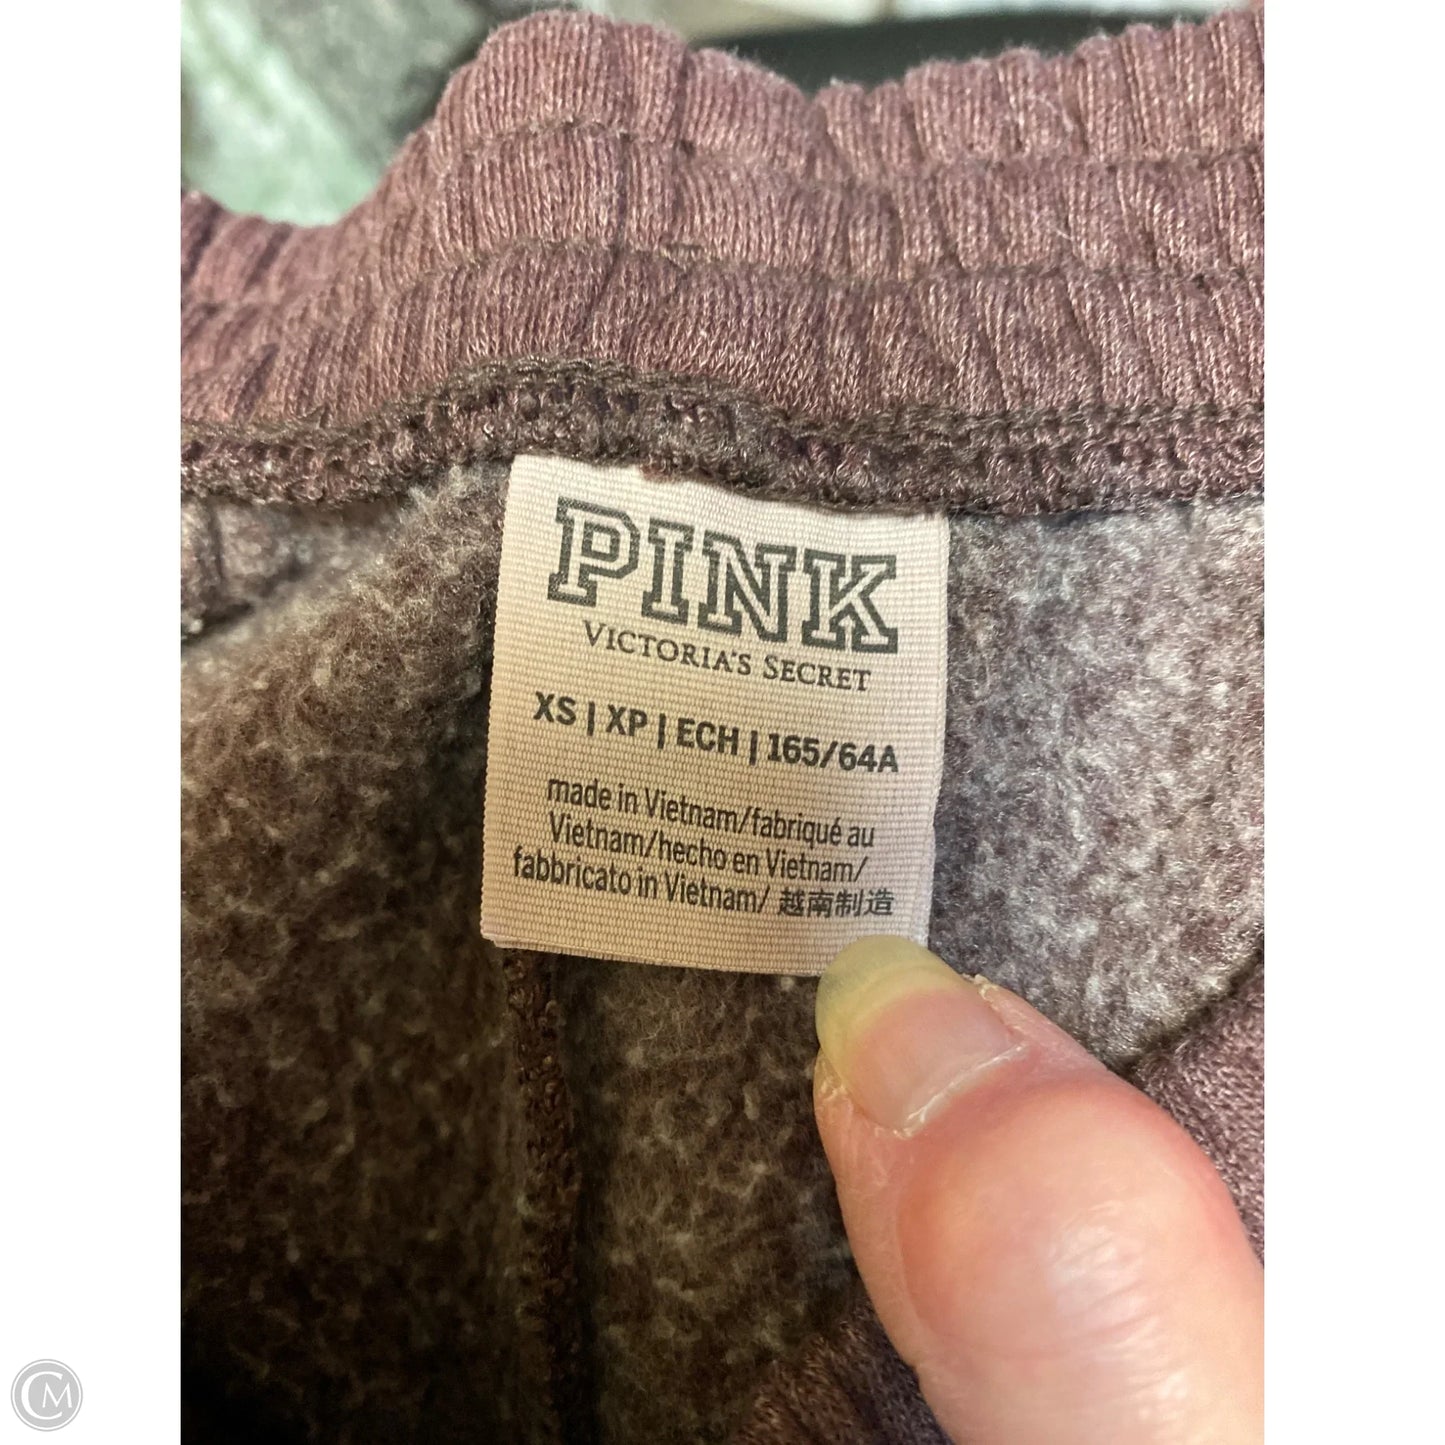 PINK
VICTORIA'S SECRET
XS | XP | ECH | 165/64A
made in Vietnam/fabriqué au
Vietnam/hecho en Vietnam/
fabbricato in Vietnam/ 越南制造
CM